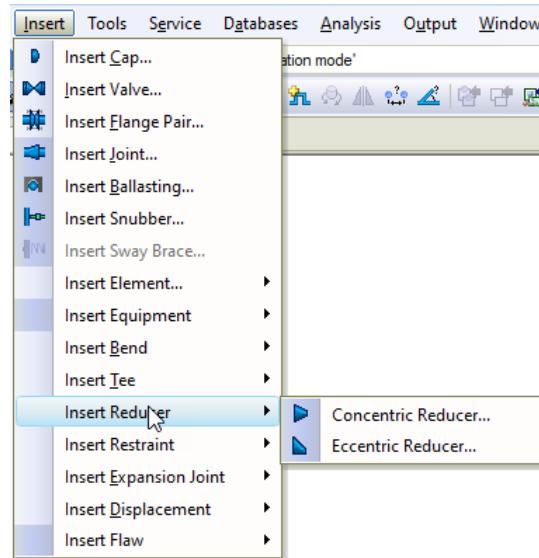 Insert Tools Service Databases Analysis Output Window
ation mode'
Insert Cap...
Insert Valve...
Insert Flange Pair...
Insert Joint...
Insert Ballasting...
Insert Snubber...
Insert Sway Brace...
Insert Element...
Insert Equipment
Insert Bend
Insert Tee
Insert Reducer
Concentric Reducer...
Eccentric Reducer...
Insert Restraint
Insert Expansion Joint
Insert Displacement
Insert Flaw